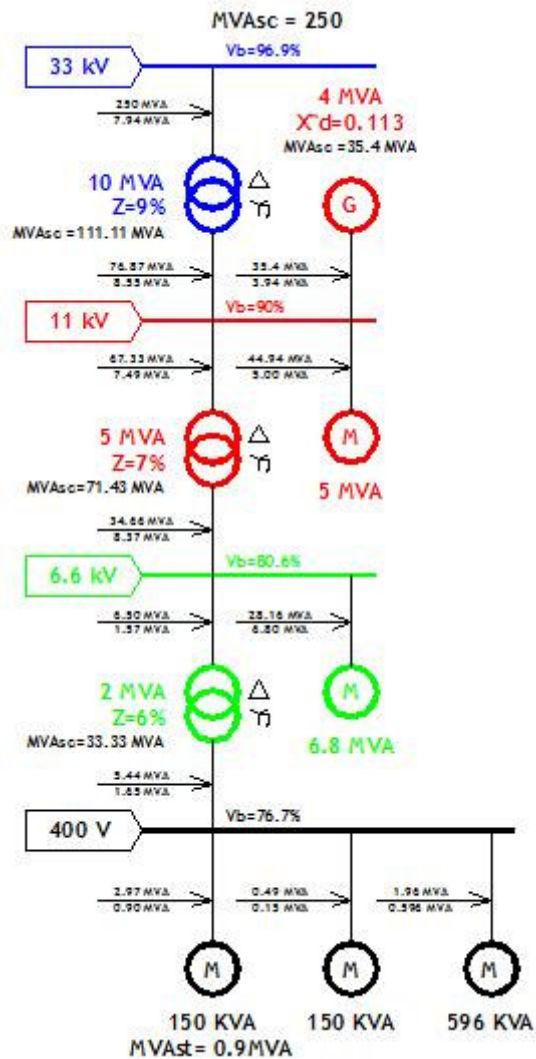 MVAsc = 250
33 kV
Vb=96.9%
250 MVA
7.94 MVA
4 MVA
X"d=0.113
MVAsc =35.4 MVA
10 MVA
Z=9%
MVAsc =111.11 MVA
G
76.87 MVA
8.55 MVA
35.4 MVA
3.94 MVA
11 kV
Vb=90%
67.33 MVA
7.49 MVA
44.94 MVA
5.00 MVA
5 MVA
Z=7%
MVAsc=71.43 MVA
M
5 MVA
34.66 MVA
8.37 MVA
6.6 kV
Vb=80.6%
6.50 MVA
1.57 MVA
28.16 MVA
6.80 MVA
2 MVA
Z=6%
MVAsc=33.33 MVA
M
6.8 MVA
5.44 MVA
1.65 MVA
400 V
Vb=76.7%
2.97 MVA
0.90 MVA
0.49 MVA
0.15 MVA
1.96 MVA
0.596 MVA
M
M
M
150 KVA
150 KVA
596 KVA
MVAst= 0.9MVA